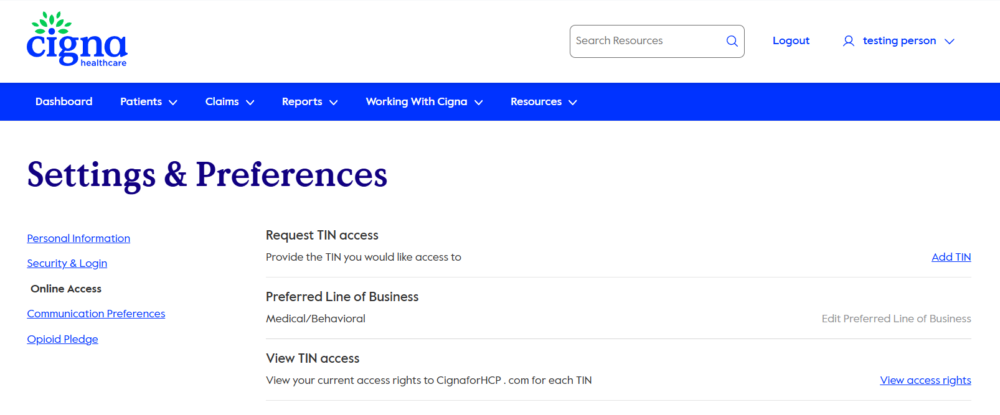 cigna
healthcare
Search Resources
Logout
testing person
Dashboard
Patients
Claims
Reports
Working With Cigna
Resources
Settings & Preferences
Personal Information
Security & Login
Online Access
Communication Preferences
Opioid Pledge
Request TIN access
Provide the TIN you would like access to
Add TIN
Preferred Line of Business
Medical/Behavioral
Edit Preferred Line of Business
View TIN access
View your current access rights to CignaforHCP . com for each TIN
View access rights